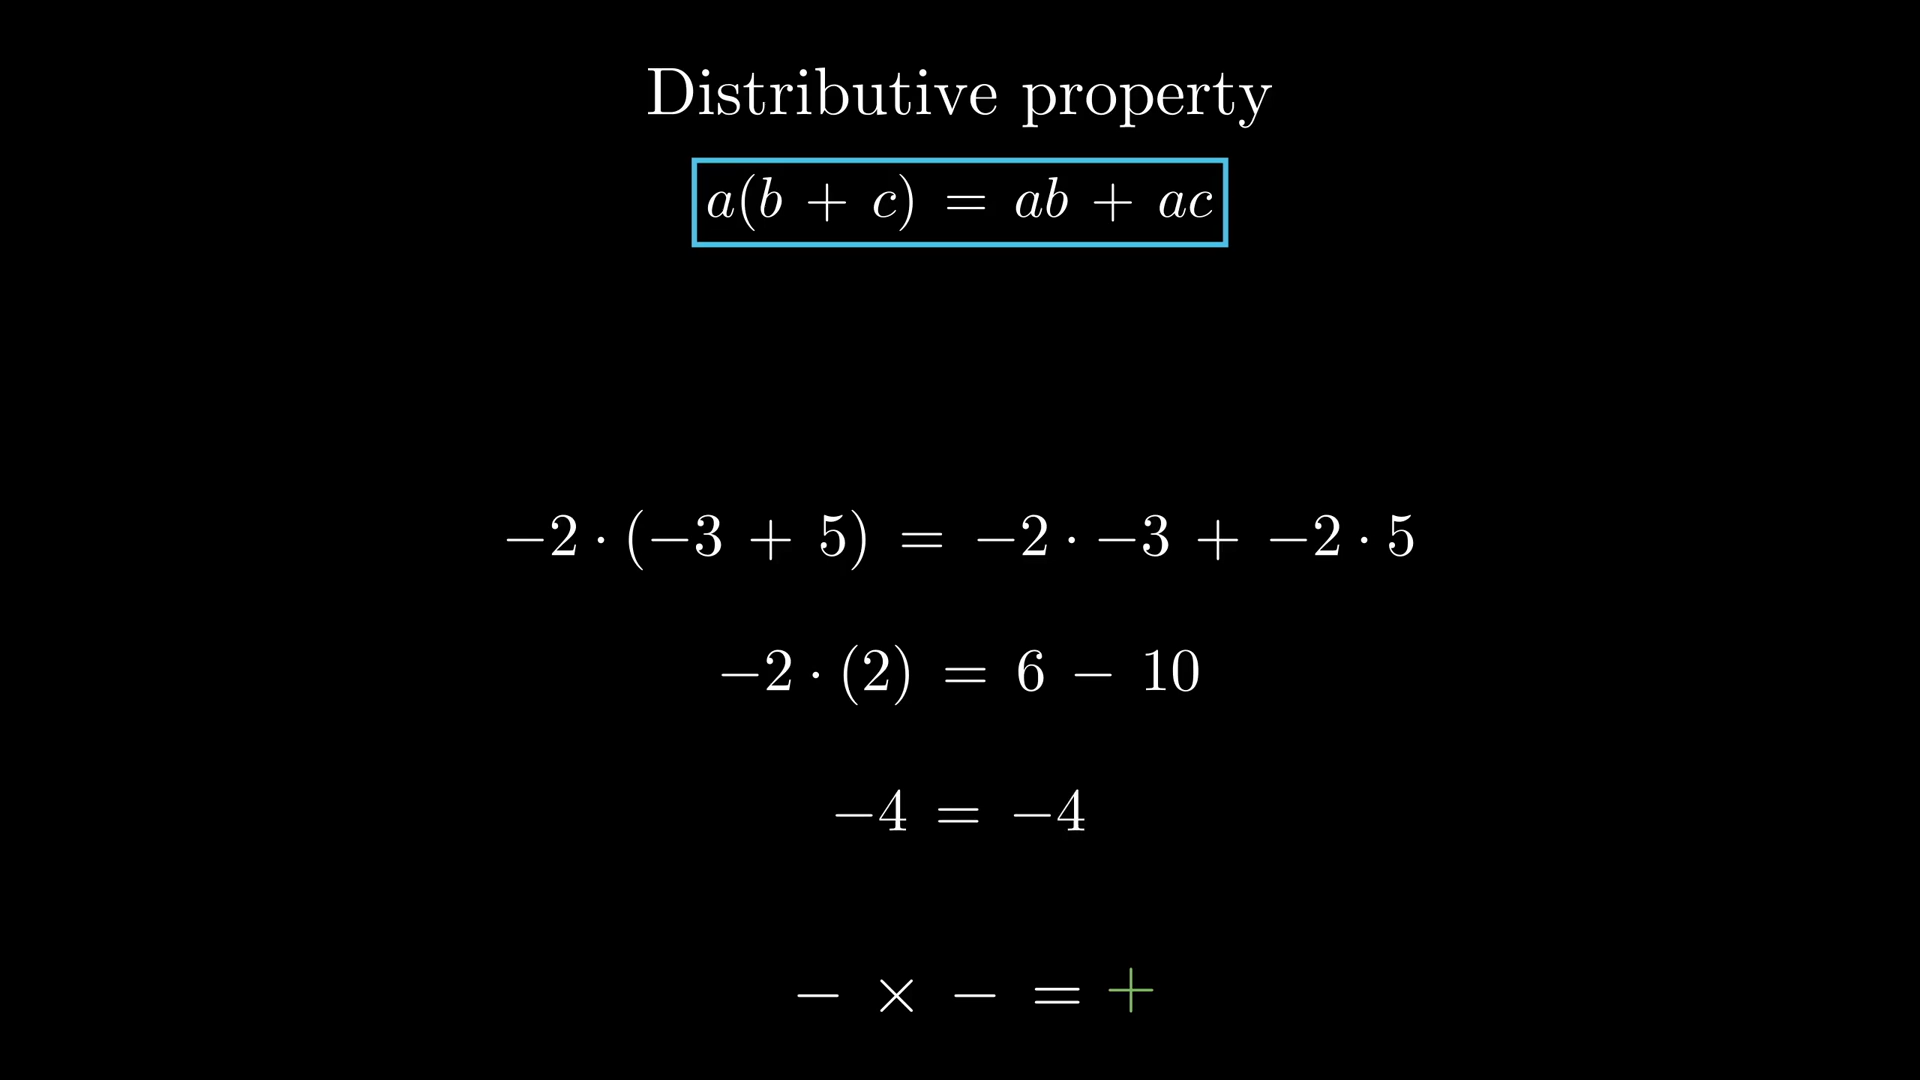 Distributive property
a(b + c) = ab + ac
−2 · (−3 + 5) = −2 · −3 + −2 · 5
−2 · (2) = 6 − 10
−4 = −4
− × − = +